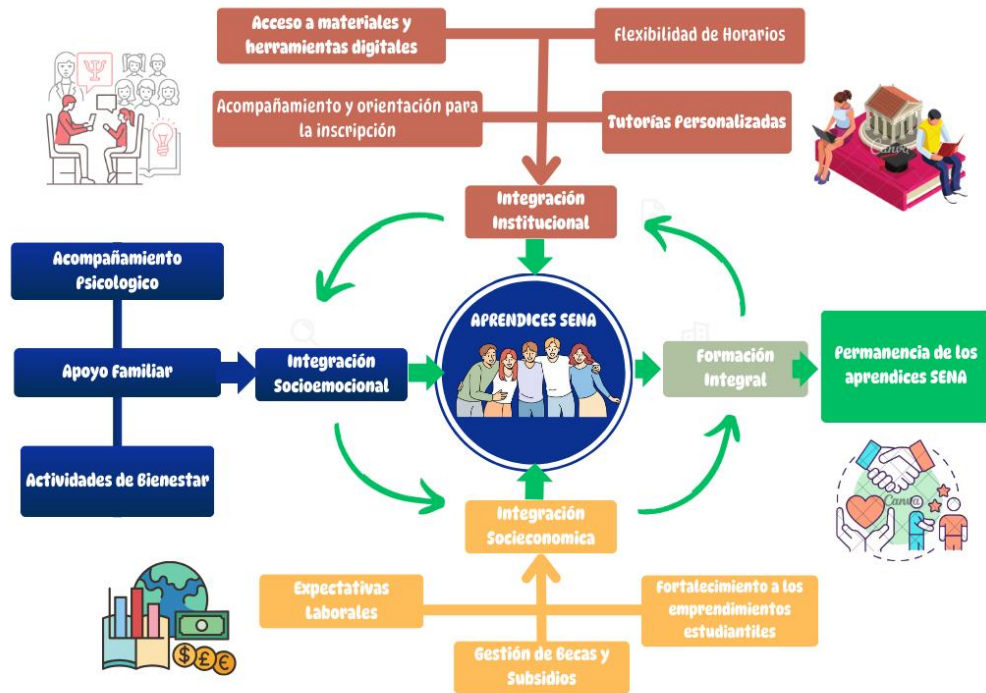 Acceso a materiales y
herramientas digitales
Flexibilidad de Horarios
Acompañamiento y orientación para
la inscripción
Tutorías Personalizadas
Canva
Integración
Institucional
Acompañamiento
Psicologico
Apoyo Familiar
Actividades de Bienestar
Integración
Socioemocional
APRENDICES SENA
Formación
Integral
Permanencia de los
aprendices SENA
Canva
Integración
Socieconomica
Expectativas
Laborales
Fortalecimiento a los
emprendimientos
estudiantiles
Gestión de Becas y
Subsidios